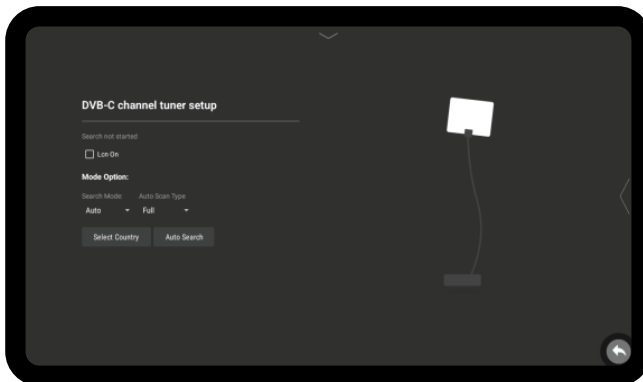 DVB-C channel tuner setup
Search not started
Lcn On
Mode Option:
Search Mode Auto Scan Type
Auto Full
Select Country Auto Search